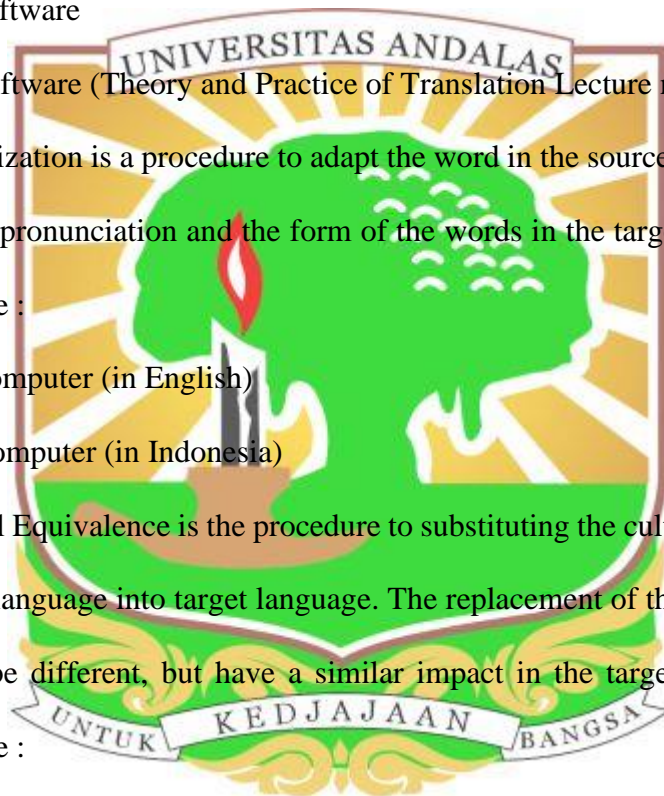 oftware
UNIVERSITAS ANDALAS
oftware (Theory and Practice of Translation Lecture
ization is a procedure to adapt the word in the source
pronunciation and the form of the words in the targ
e :
omputer (in English)
omputer (in Indonesia)
l Equivalence is the procedure to substituting the cul
language into target language. The replacement of th
be different, but have a similar impact in the targe
UNTUK KEDJAJAAN BANGSA
e :